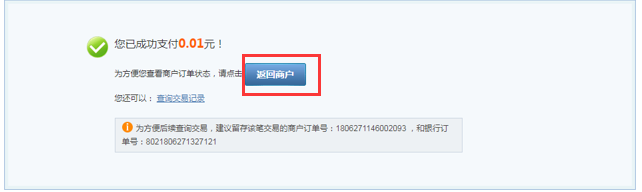 您已成功支付0.01元！
为方便您查看商户订单状态，请点击 返回商户
您还可以： 查询交易记录
为方便后续查询交易，建议留存该笔交易的商户订单号：1806271146002093 ，和银行订
单号：8021806271327121